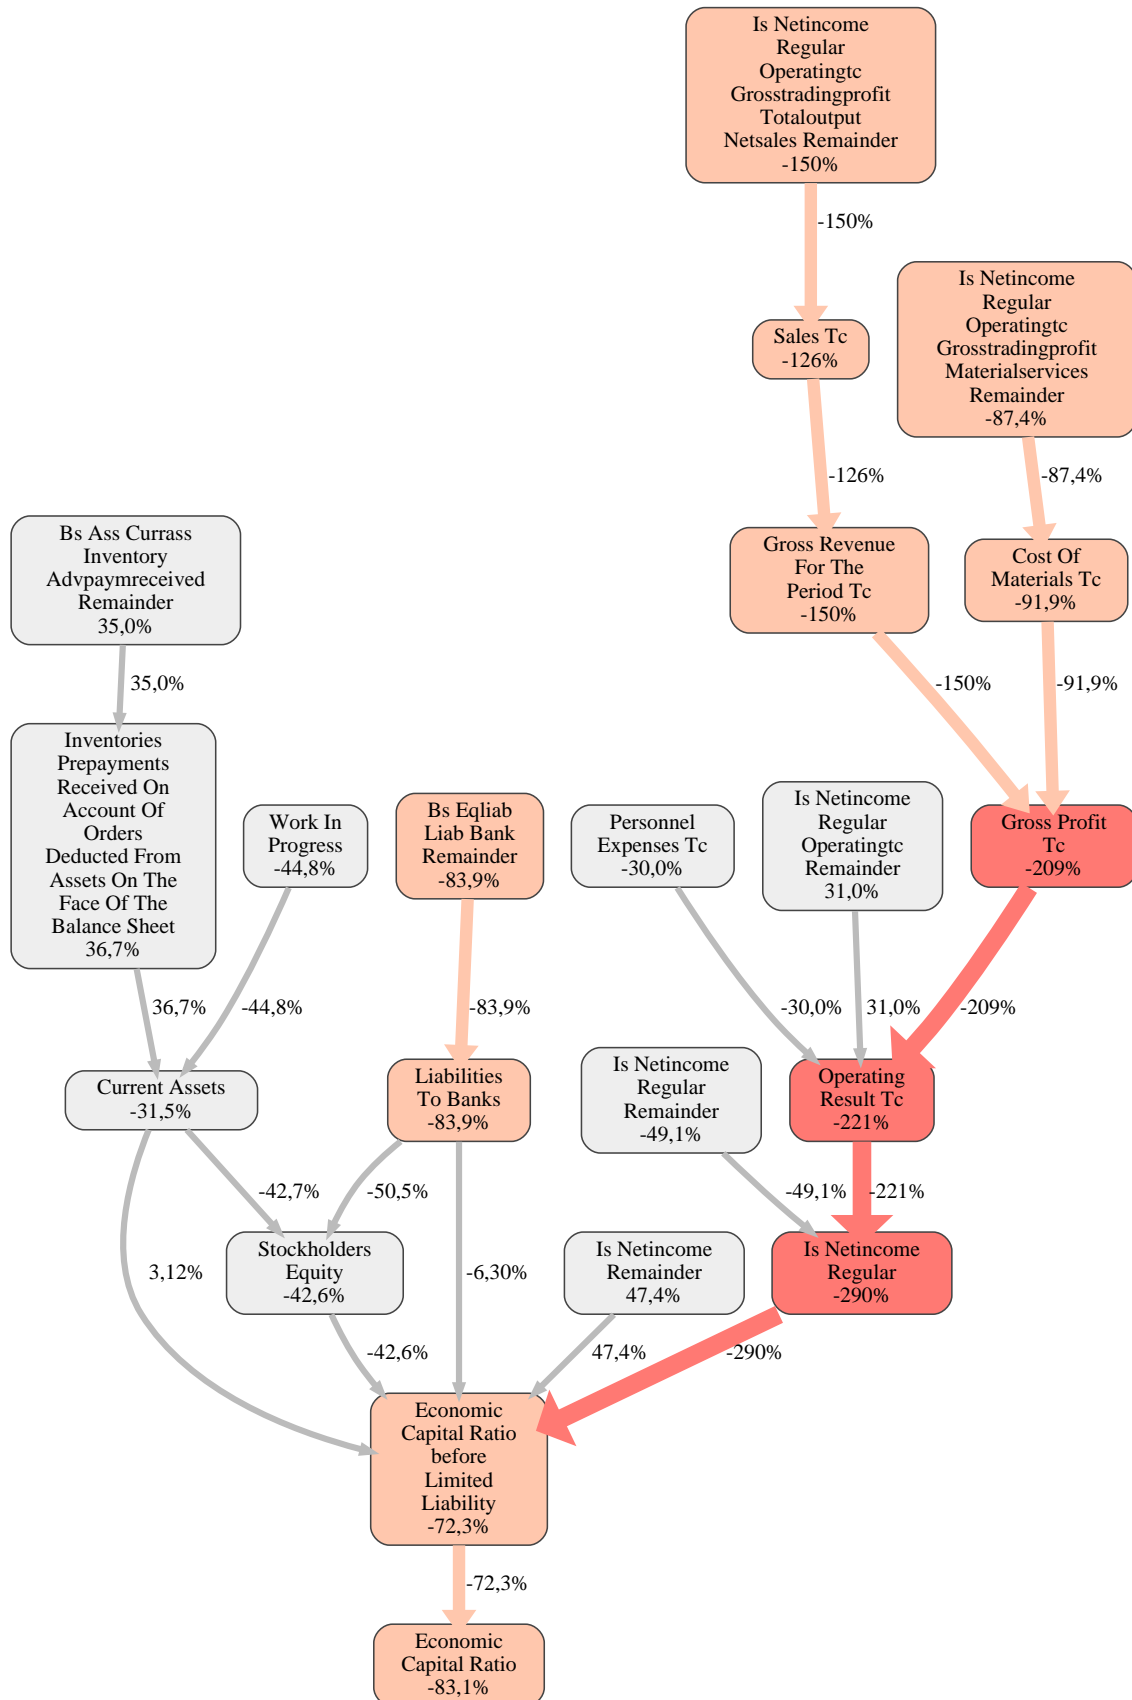 Is Netincome
Regular
Operatingtc
Grosstradingprofit
Totaloutput
Netsales Remainder
-150%
-150%
Is Netincome
Regular
Operatingtc
Grosstradingprofit
Materialservices
Remainder
-87,4%
Sales Tc
-126%
-126%
-87,4%
Bs Ass Currass
Inventory
Advpaymreceived
Remainder
35,0%
Gross Revenue
For The
Period Tc
-150%
Cost Of
Materials Tc
-91,9%
35,0%
-150%
-91,9%
Inventories
Prepayments
Received On
Account Of
Orders
Deducted From
Assets On The
Face Of The
Balance Sheet
36,7%
Work In
Progress
-44,8%
Bs Eqliab
Liab Bank
Remainder
-83,9%
Personnel
Expenses Tc
-30,0%
Is Netincome
Regular
Operatingtc
Remainder
31,0%
Gross Profit
Tc
-209%
36,7%
-44,8%
-83,9%
-30,0%
31,0%
-209%
Current Assets
-31,5%
Liabilities
To Banks
-83,9%
Is Netincome
Regular
Remainder
-49,1%
Operating
Result Tc
-221%
-42,7%
-50,5%
-49,1%
-221%
3,12%
Stockholders
Equity
-42,6%
-6,30%
Is Netincome
Remainder
47,4%
Is Netincome
Regular
-290%
-42,6%
47,4%
-290%
Economic
Capital Ratio
before
Limited
Liability
-72,3%
-72,3%
Economic
Capital Ratio
-83,1%